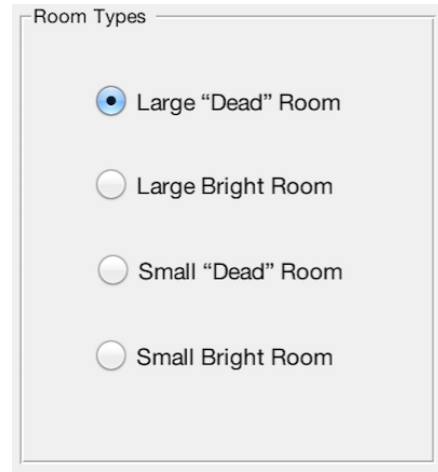 Room Types
Large “Dead” Room
Large Bright Room
Small “Dead” Room
Small Bright Room